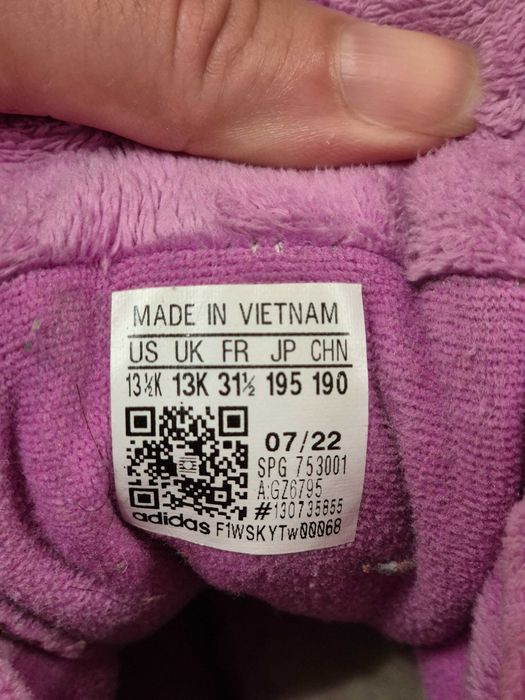 MADE IN VIETNAM
US UK FR JP CHN
13½K 13K 31½ 195 190
07/22
SPG 753001
A:GZ6795
#130735855
adidas F1WSKYTw00068